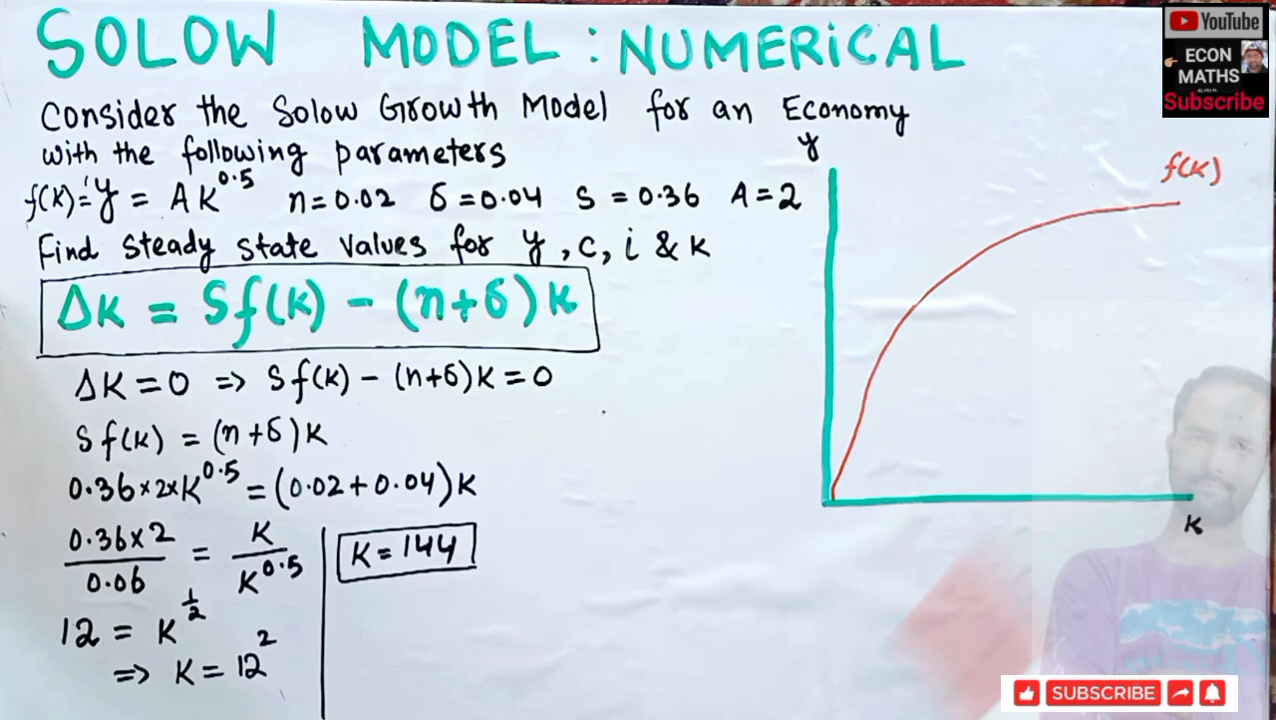 SOLOW MODEL : NUMERICAL
Consider the Solow Growth Model for an Economy
with the following parameters
f(k)=y = AK^0.5 n=0.02 δ=0.04 S=0.36 A=2
Find Steady State Values for y, c, i & k
Δk = Sf(k) - (n+δ)k
Δk=0 => Sf(k) - (n+δ)k=0
Sf(k) = (n+δ)k
0.36×2×K^0.5 = (0.02+0.04)K
0.36×2 / 0.06 = K / K^0.5
12 = K^1/2
=> K = 12^2
K = 144
y
f(k)
k
YouTube
ECON
MATHS
Subscribe
SUBSCRIBE